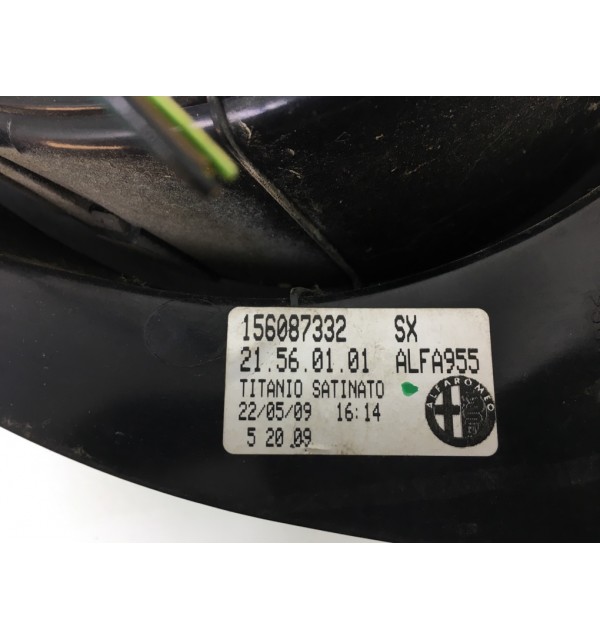 156087332 SX
21.56.01.01 ALFA955
TITANIO SATINATO
22/05/09 16:14
5 20 09
ALFA ROMEO